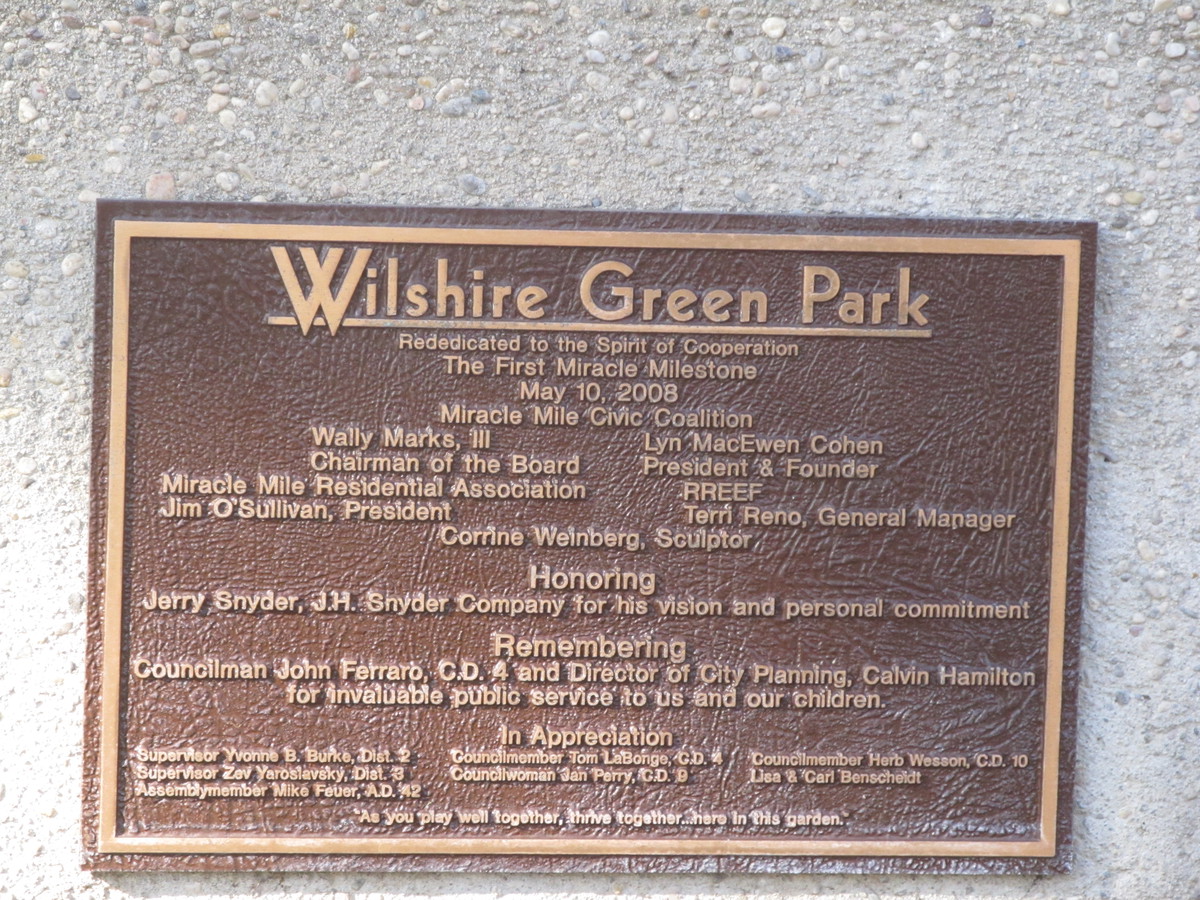 Wilshire Green Park
Rededicated to the Spirit of Cooperation
The First Miracle Milestone
May 10, 2008
Miracle Mile Civic Coalition
Wally Marks, III
Chairman of the Board
Lyn MacEwen Cohen
President & Founder
Miracle Mile Residential Association
Jim O'Sullivan, President
RREEF
Terri Reno, General Manager
Corrine Weinberg, Sculptor
Honoring
Jerry Snyder, J.H. Snyder Company for his vision and personal commitment
Remembering
Councilman John Ferraro, C.D. 4 and Director of City Planning, Calvin Hamilton
for invaluable public service to us and our children.
In Appreciation
Supervisor Yvonne B. Burke, Dist. 2
Supervisor Zev Yaroslavsky, Dist. 3
Assemblymember Mike Feuer, A.D. 42
Councilmember Tom LaBonge, C.D. 4
Councilwoman Jan Perry, C.D. 9
Councilmember Herb Wesson, C.D. 10
Lisa & Carl Benscheidt
"As you play well together, thrive together...here in this garden."